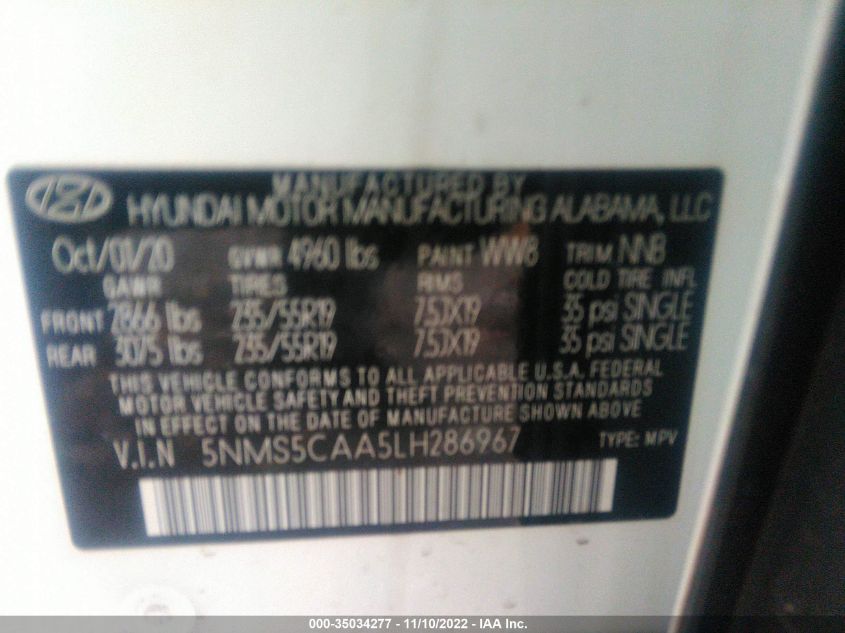 MANUFACTURED BY
HYUNDAI MOTOR MANUFACTURING ALABAMA, LLC
Oct/01/20 GVWR 4960 lbs PAINT WW8 TRIM NNB
GAWR TIRES RIMS COLD TIRE INFL
FRONT 2866 lbs 235/55R19 7.5JX19 35 psi SINGLE
REAR 3075 lbs 235/55R19 7.5JX19 35 psi SINGLE
THIS VEHICLE CONFORMS TO ALL APPLICABLE U.S.A. FEDERAL
MOTOR VEHICLE SAFETY AND THEFT PREVENTION STANDARDS
IN EFFECT ON THE DATE OF MANUFACTURE SHOWN ABOVE
V.I.N 5NMS5CAA5LH286967 TYPE: MPV
000-35034277 - 11/10/2022 - IAA Inc.